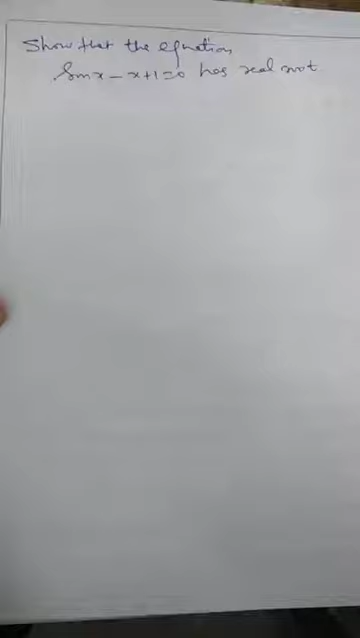 Show that the equation
Sin x - x + 1 = 0 has real root